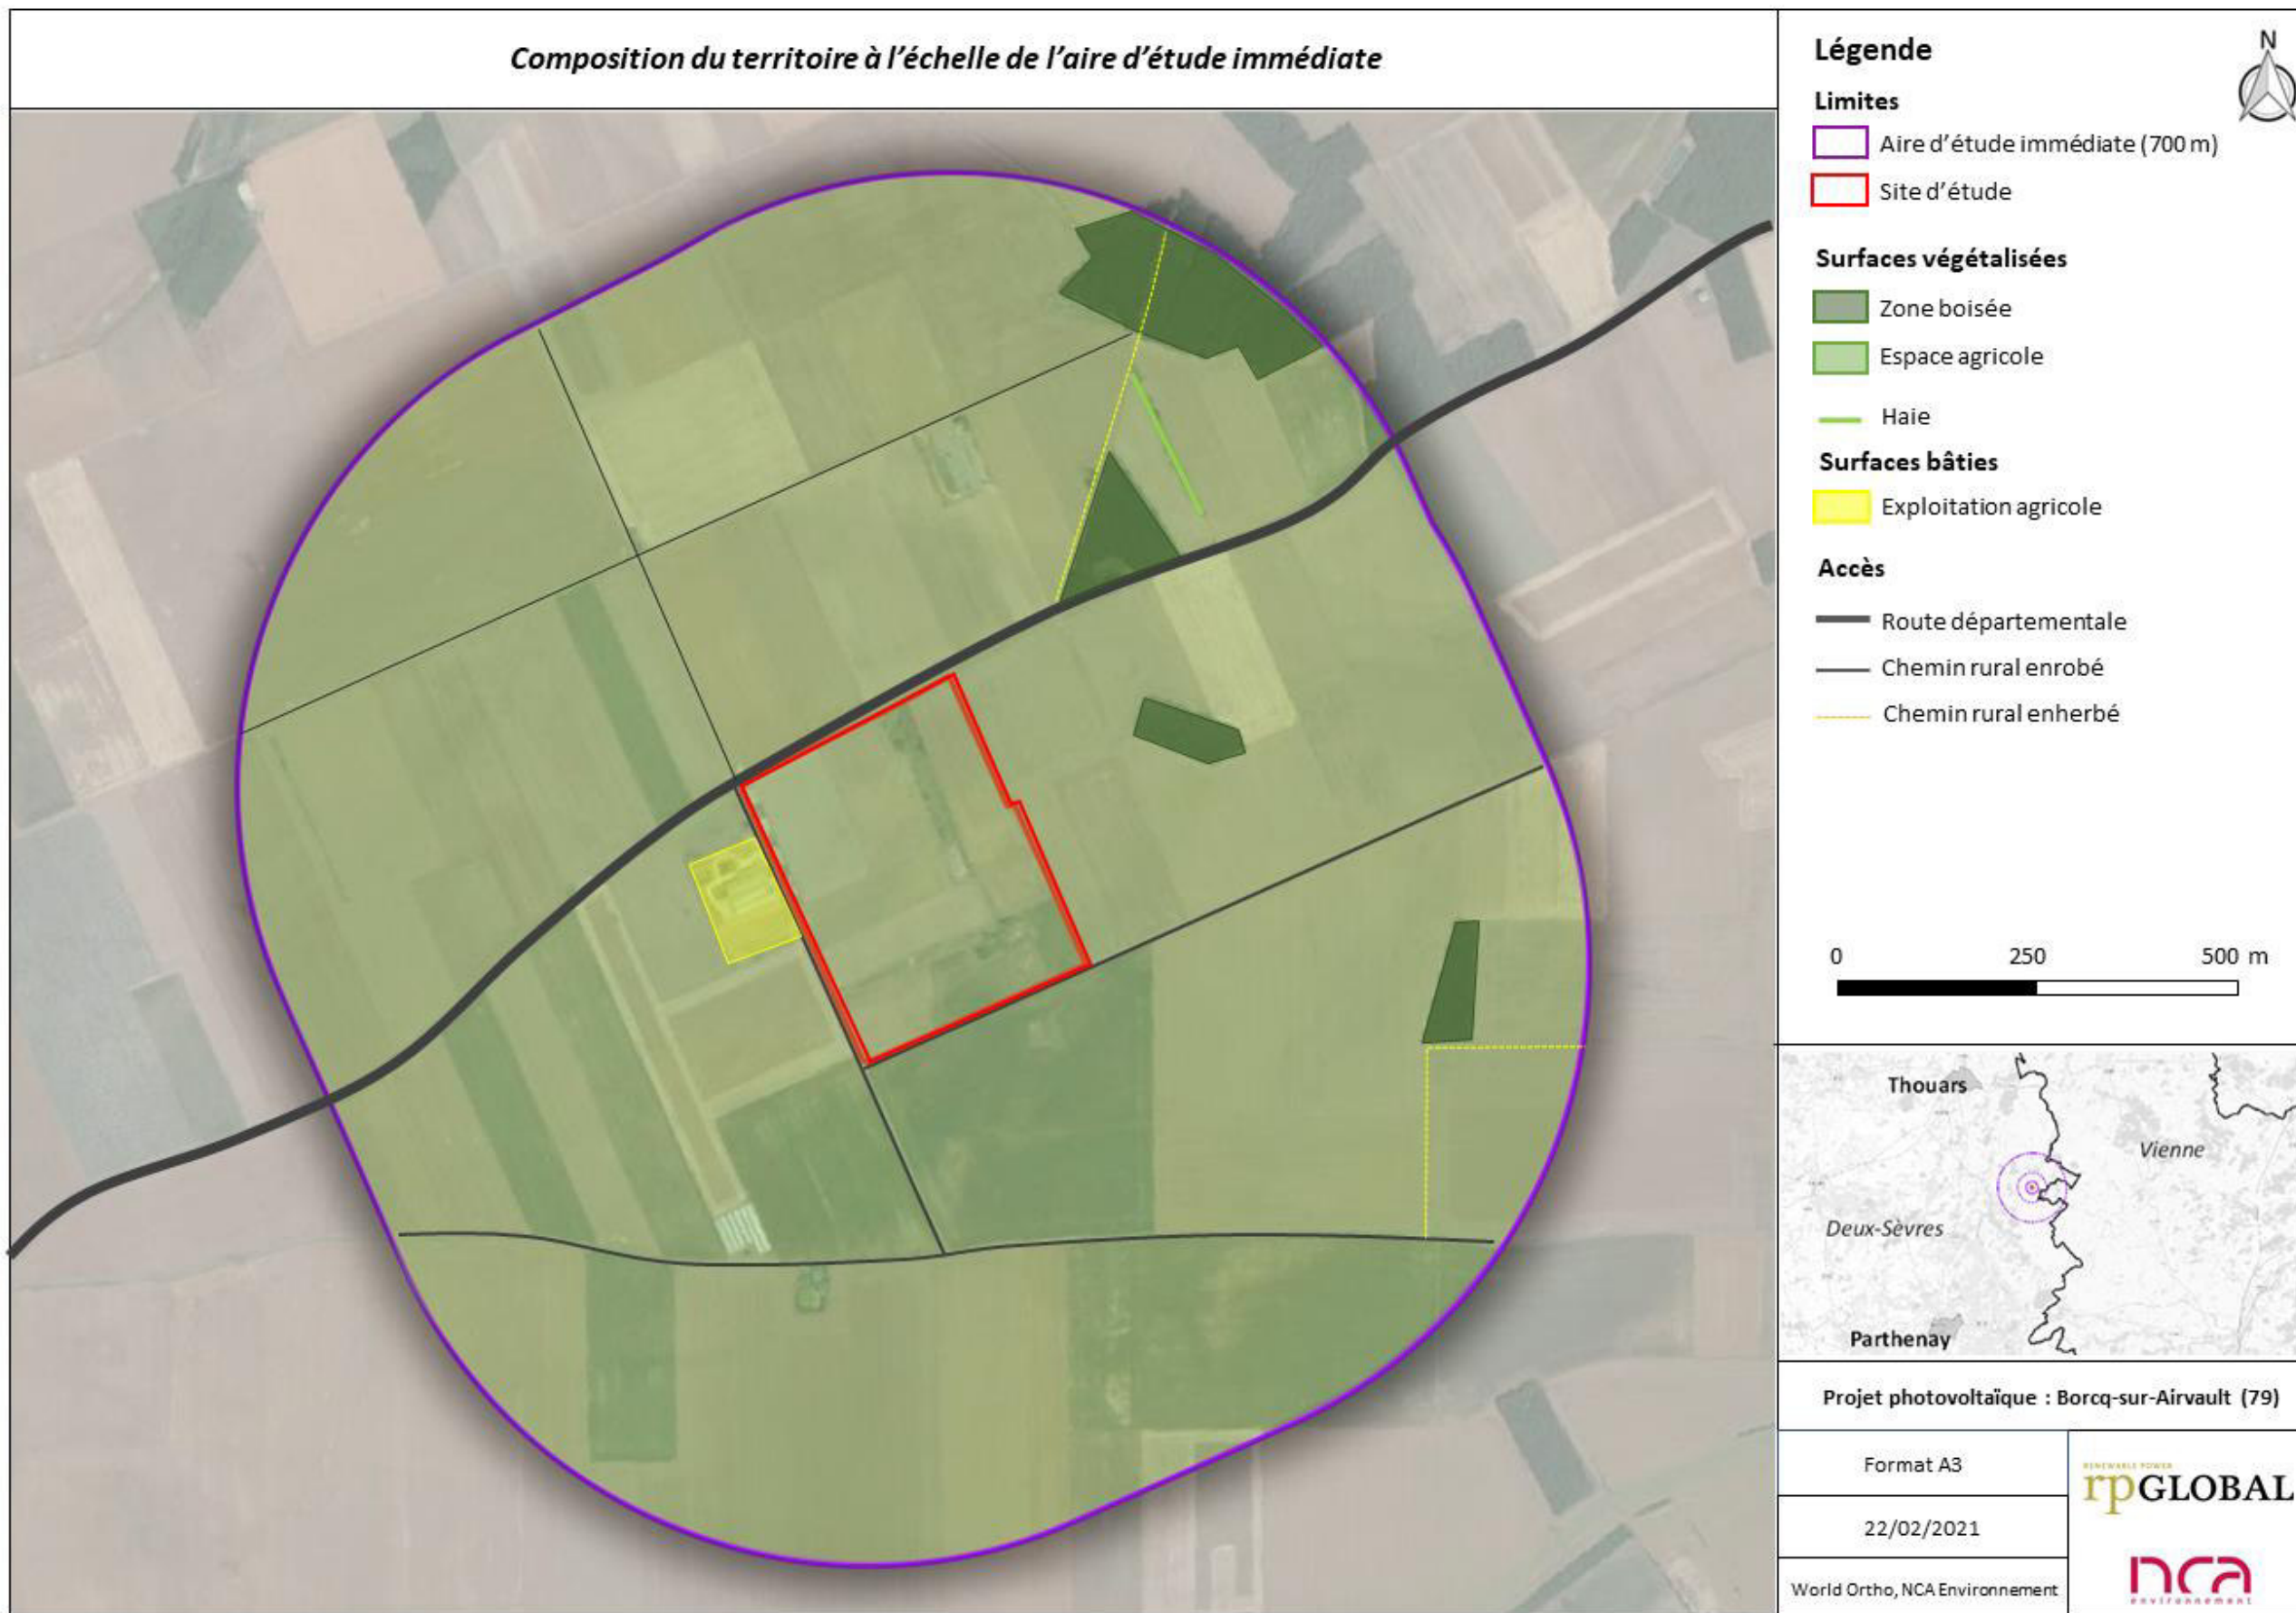 Composition du territoire à l'échelle de l'aire d'étude immédiate
Légende
N
Limites
Aire d'étude immédiate (700 m)
Site d'étude
Surfaces végétalisées
Zone boisée
Espace agricole
Haie
Surfaces bâties
Exploitation agricole
Accès
Route départementale
Chemin rural enrobé
Chemin rural enherbé
0 250 500 m
Thouars
Vienne
Deux-Sèvres
Parthenay
Projet photovoltaïque : Borcq-sur-Airvault (79)
Format A3
22/02/2021
World Ortho, NCA Environnement
RENEWABLE POWER
rpGLOBAL
nca
environnement